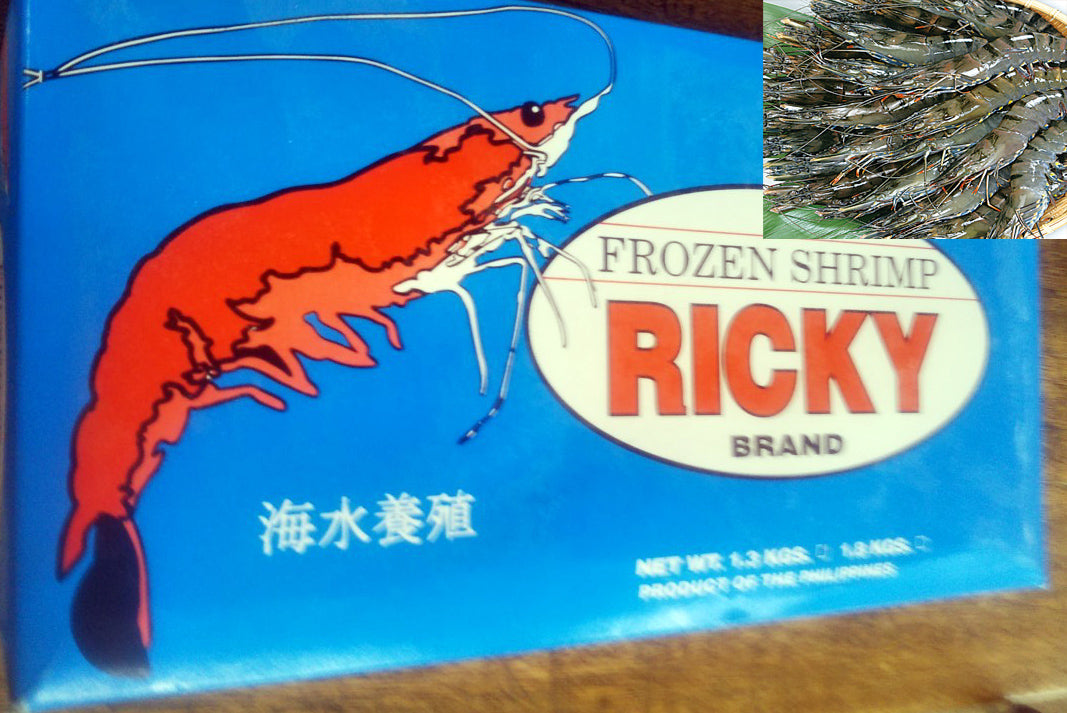 FROZEN SHRIMP
RICKY
BRAND
海水養殖
NET WT. 1.3 KGS. 1.8 KGS.
PRODUCT OF THE PHILIPPINES